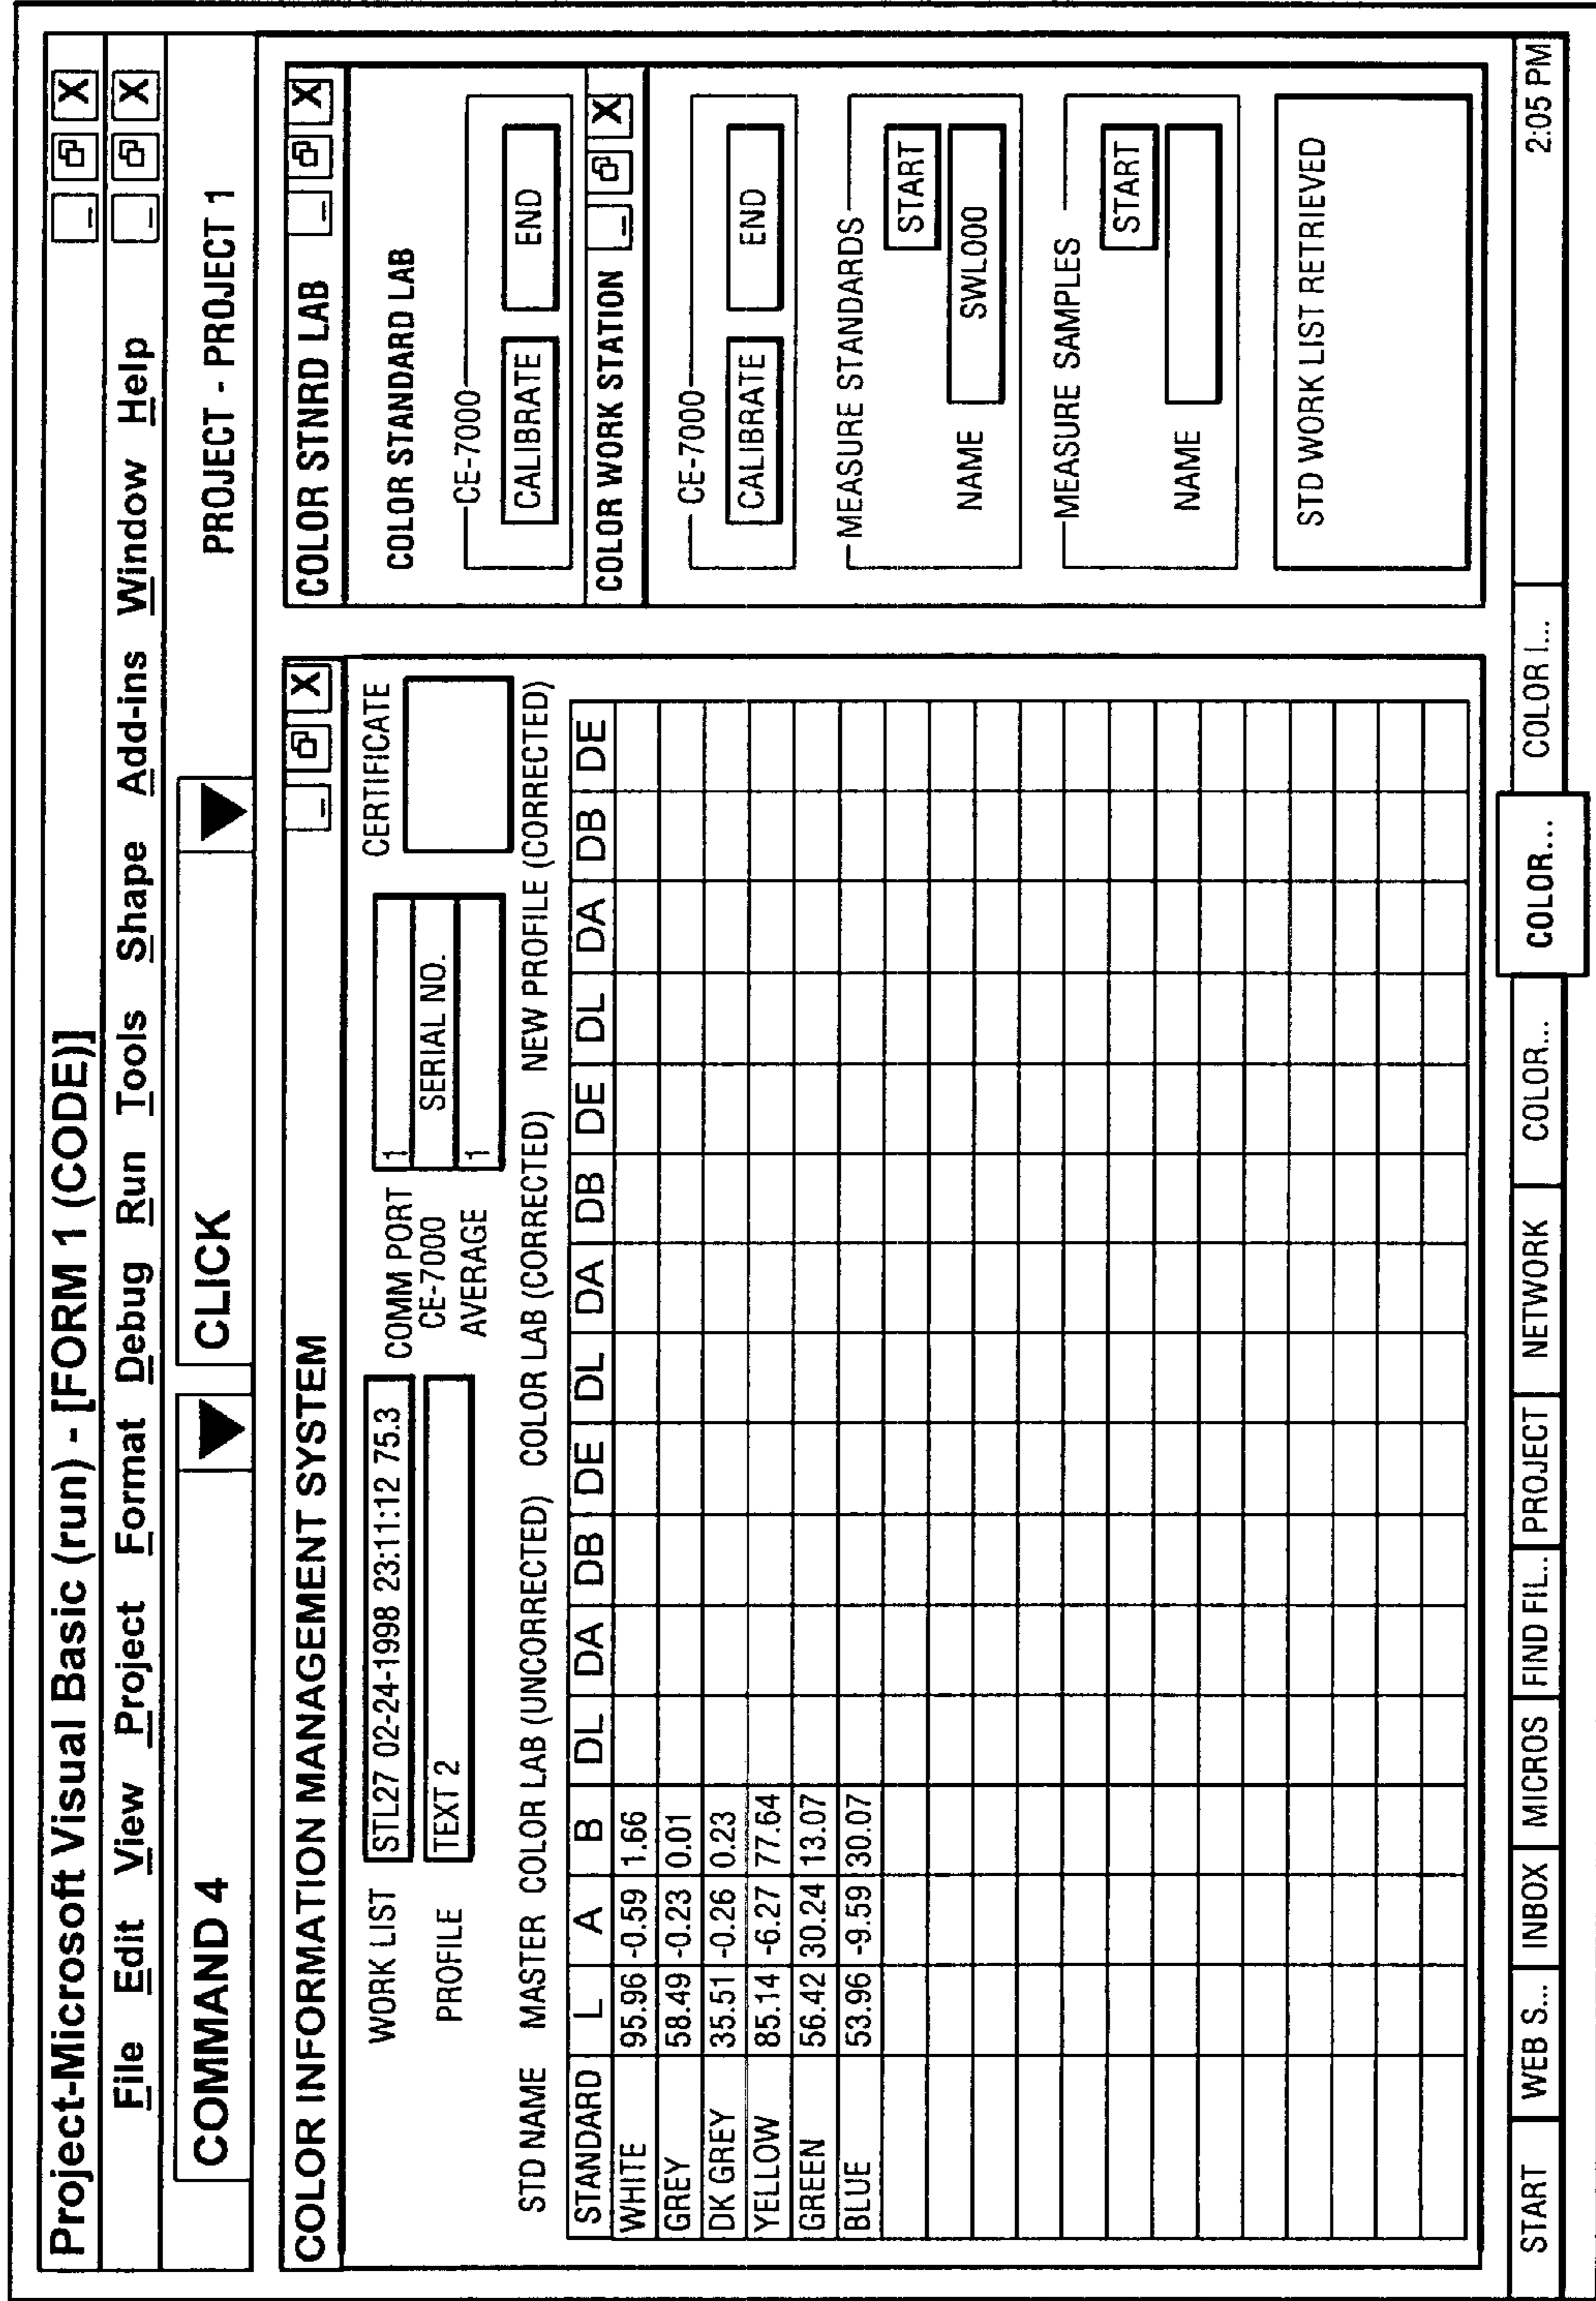 Project-Microsoft Visual Basic (run) - [FORM 1 (CODE)] _ X
File Edit View Project Format Debug Run Tools Shape Add-ins Window Help _ X
COMMAND 4 CLICK PROJECT - PROJECT 1
COLOR INFORMATION MANAGEMENT SYSTEM _ X
WORK LIST STL27 02-24-1998 23:11:12 75.3 COMM PORT 1 CERTIFICATE
CE-7000 SERIAL NO.
PROFILE TEXT 2 AVERAGE 1
STD NAME MASTER COLOR LAB (UNCORRECTED) COLOR LAB (CORRECTED) NEW PROFILE (CORRECTED)
STANDARD L A B DL DA DB DE DL DA DB DE DL DA DB DE
WHITE 95.96 -0.59 1.66
GREY 58.49 -0.23 0.01
DK GREY 35.51 -0.26 0.23
YELLOW 85.14 -6.27 77.64
GREEN 56.42 30.24 13.07
BLUE 53.96 -9.59 30.07
COLOR STNRD LAB _ X
COLOR STANDARD LAB
CE-7000
CALIBRATE END
COLOR WORK STATION _ X
CE-7000
CALIBRATE END
MEASURE STANDARDS
START
NAME SWL000
MEASURE SAMPLES
START
NAME
STD WORK LIST RETRIEVED
START WEB S... INBOX MICROS FIND FIL.. PROJECT NETWORK COLOR... COLOR... COLOR I... 2:05 PM